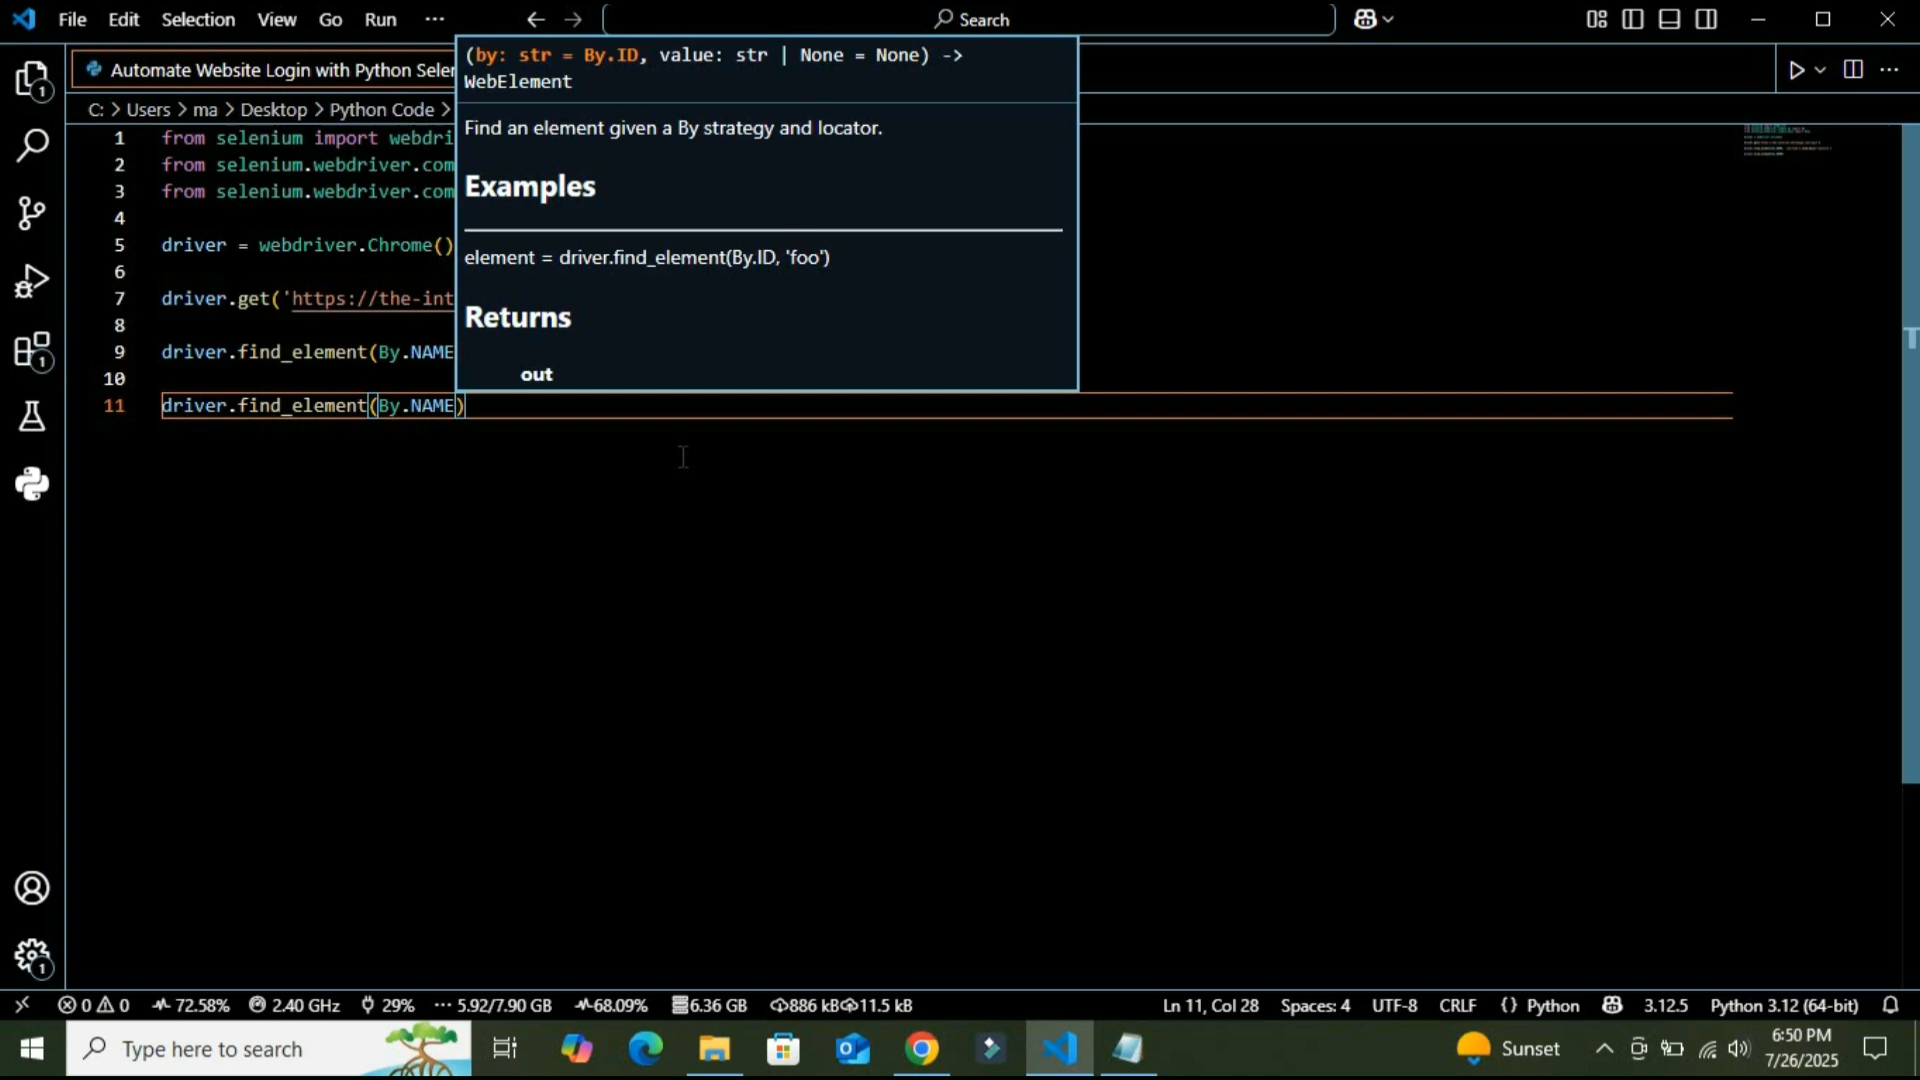 File Edit Selection View Go Run ··· Search
Automate Website Login with Python Selen
C: > Users > ma > Desktop > Python Code >
(by: str = By.ID, value: str | None = None) ->
WebElement
Find an element given a By strategy and locator.
Examples
element = driver.find_element(By.ID, 'foo')
Returns
out
1 from selenium import webdri
2 from selenium.webdriver.com
3 from selenium.webdriver.com
4
5 driver = webdriver.Chrome()
6
7 driver.get('https://the-int
8
9 driver.find_element(By.NAME
10
11 driver.find_element(By.NAME)
1
1
1
0 0 72.58% 2.40 GHz 29% ··· 5.92/7.90 GB 68.09% 6.36 GB 886 kB 11.5 kB Ln 11, Col 28 Spaces: 4 UTF-8 CRLF {} Python 3.12.5 Python 3.12 (64-bit)
Type here to search Sunset 6:50 PM
7/26/2025